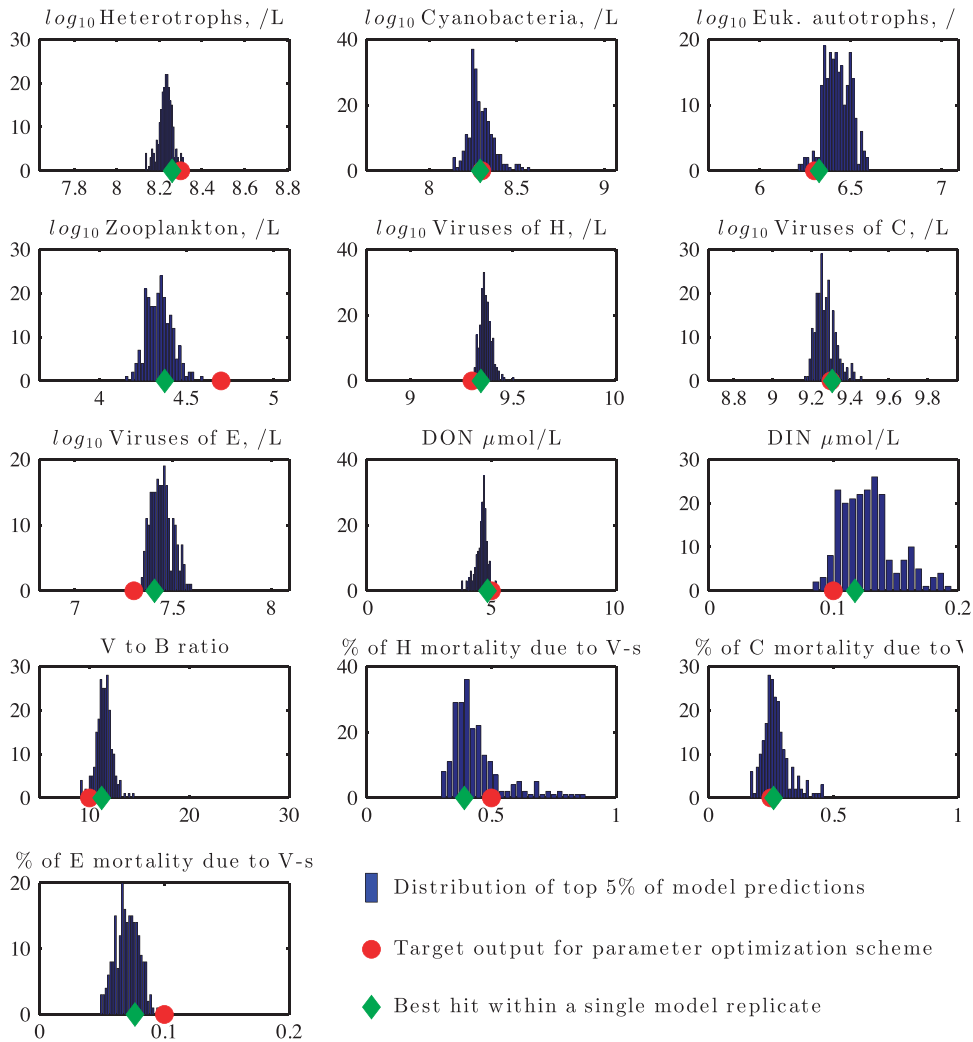 log10 Heterotrophs, /L
30
20
10
0
7.8 8 8.2 8.4 8.6 8.8
log10 Cyanobacteria, /L
40
20
0
8 8.5 9
log10 Euk. autotrophs, /
20
10
0
6 6.5 7
log10 Zooplankton, /L
30
20
10
0
4 4.5 5
log10 Viruses of H, /L
40
20
0
9 9.5 10
log10 Viruses of C, /L
30
20
10
0
8.8 9 9.2 9.4 9.6 9.8
log10 Viruses of E, /L
20
10
0
7 7.5 8
DON μmol/L
40
20
0
0 5 10
DIN μmol/L
30
20
10
0
0 0.1 0.2
V to B ratio
30
20
10
0
10 20 30
% of H mortality due to V-s
40
20
0
0 0.5 1
% of C mortality due to V
30
20
10
0
0 0.5 1
% of E mortality due to V-s
20
10
0
0 0.1 0.2
Distribution of top 5% of model predictions
Target output for parameter optimization scheme
Best hit within a single model replicate